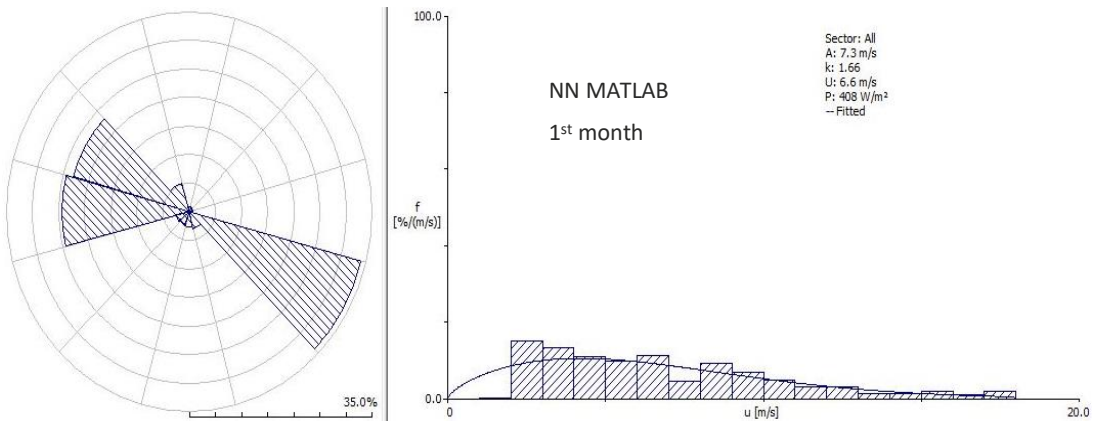 35.0%
100.0
f
[%/(m/s)]
0.0
0
u [m/s]
20.0
NN MATLAB
1st month
Sector: All
A: 7.3 m/s
k: 1.66
U: 6.6 m/s
P: 408 W/m²
-- Fitted